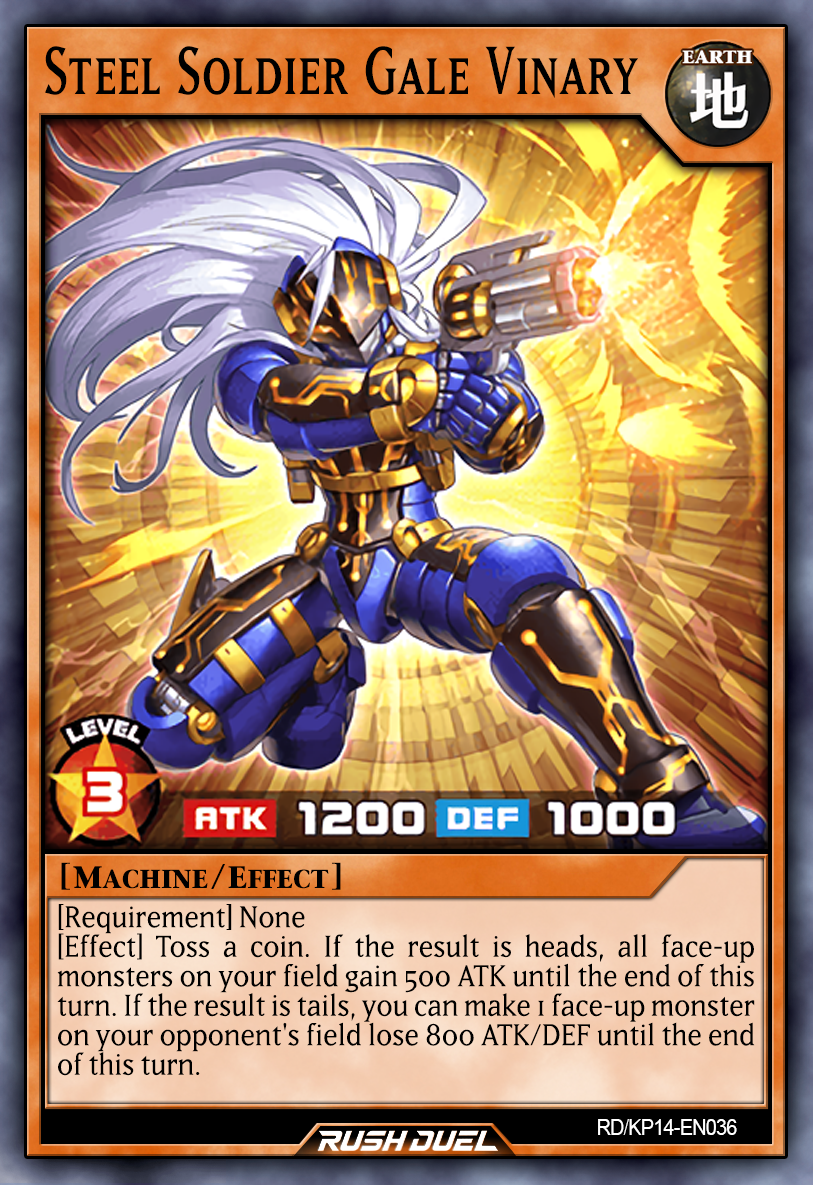 Steel Soldier Gale Vinary
EARTH
地
LEVEL
3
ATK 1200 DEF 1000
[Machine/Effect]
[Requirement] None
[Effect] Toss a coin. If the result is heads, all face-up
monsters on your field gain 500 ATK until the end of this
turn. If the result is tails, you can make 1 face-up monster
on your opponent's field lose 800 ATK/DEF until the end
of this turn.
RD/KP14-EN036
RUSH DUEL